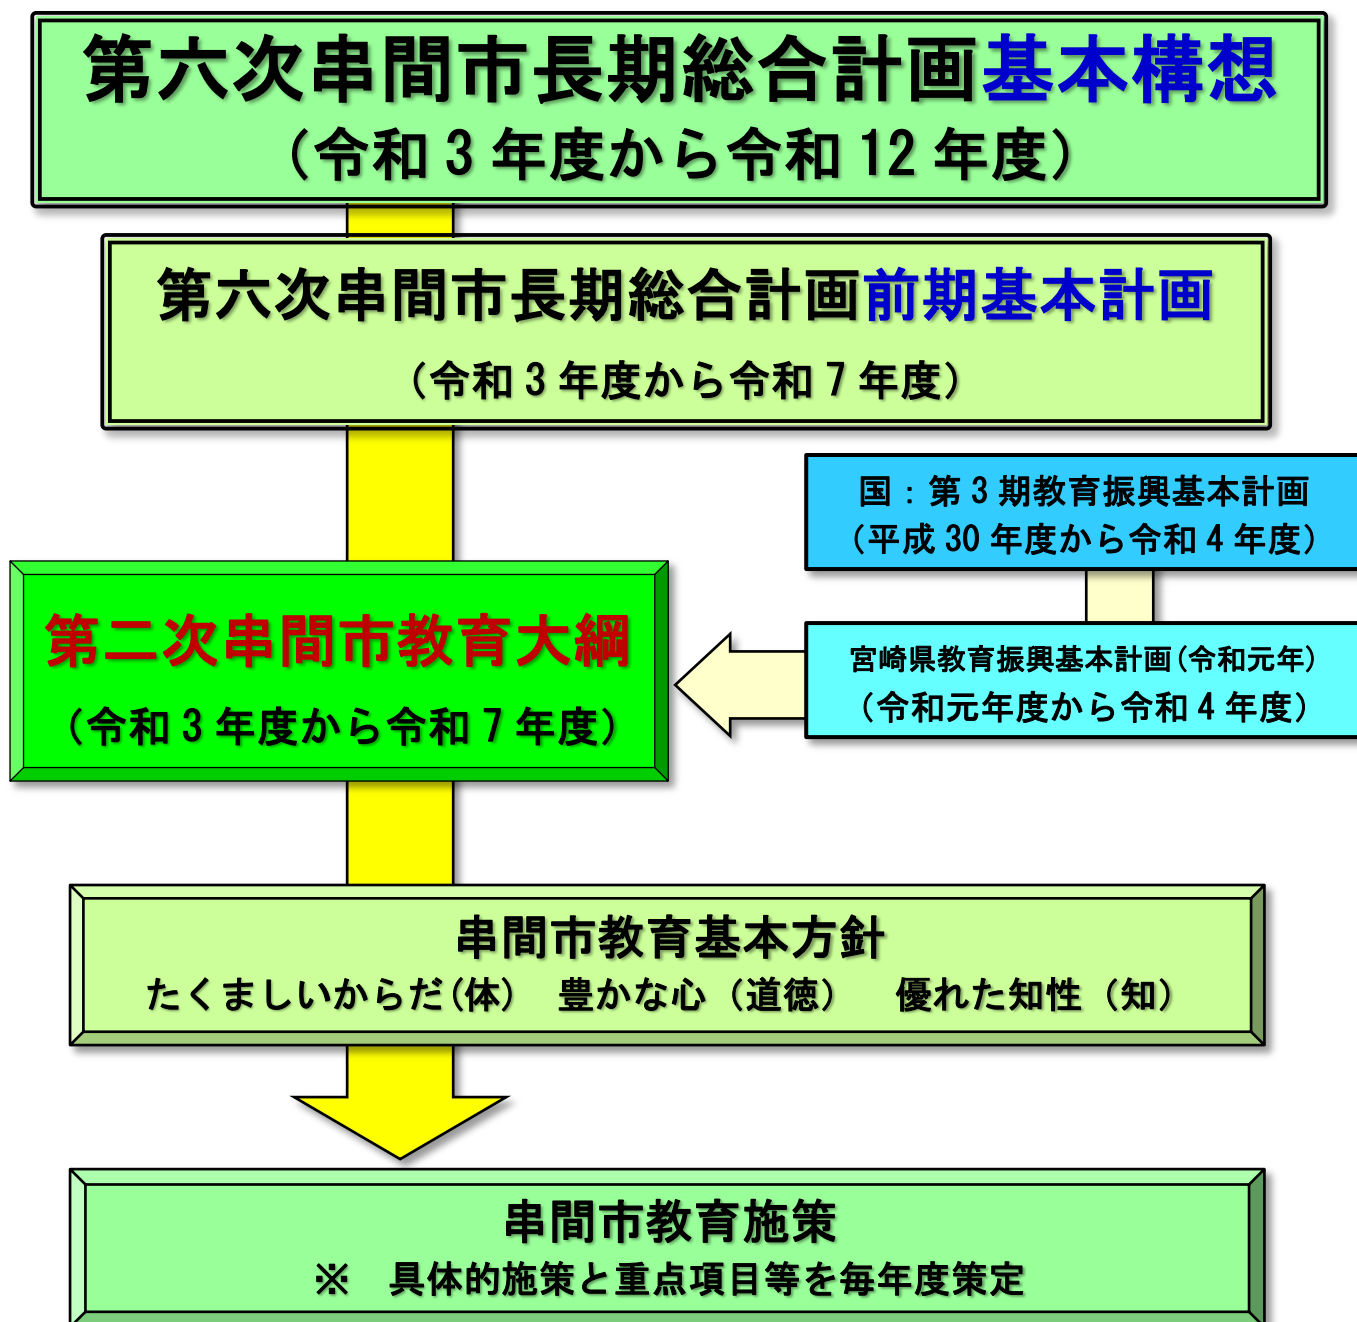 第六次串間市長期総合計画基本構想
（令和３年度から令和12年度）
第六次串間市長期総合計画前期基本計画
（令和３年度から令和７年度）
国：第３期教育振興基本計画
（平成30年度から令和４年度）
第二次串間市教育大綱
（令和３年度から令和７年度）
宮崎県教育振興基本計画(令和元年)
（令和元年度から令和４年度）
串間市教育基本方針
たくましいからだ(体)　豊かな心（道徳）　優れた知性（知）
串間市教育施策
※　具体的施策と重点項目等を毎年度策定